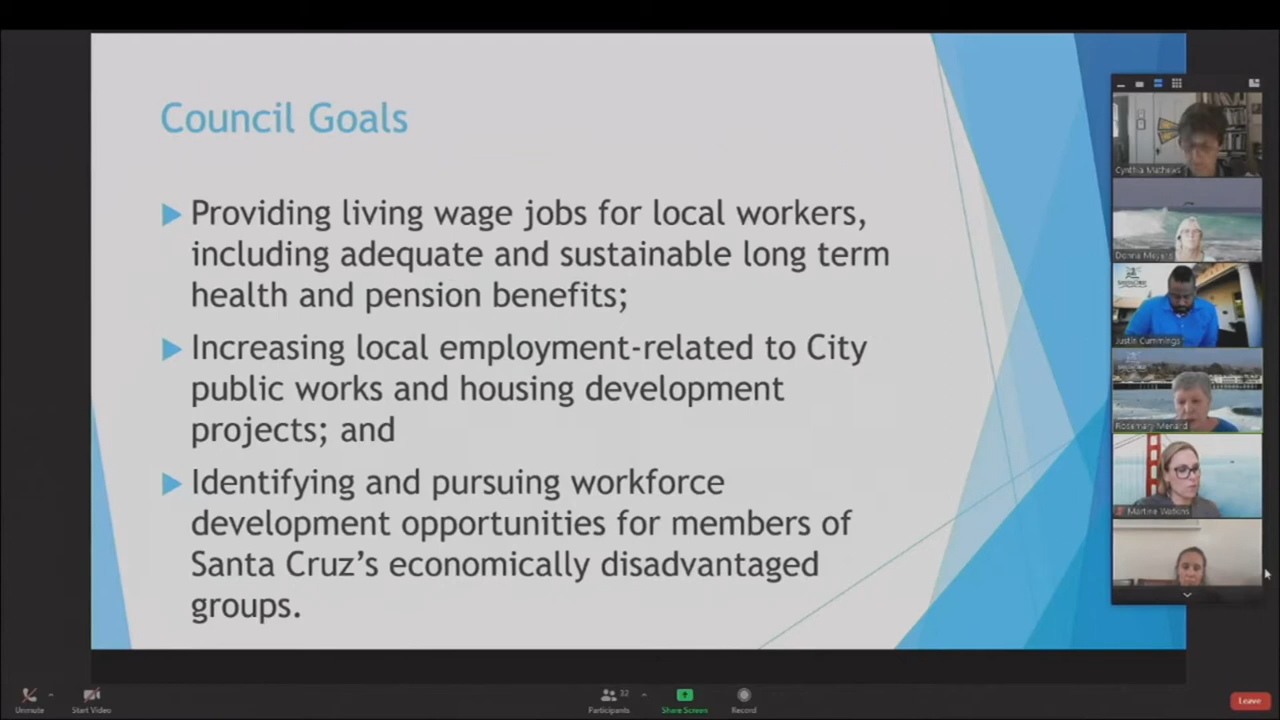 Council Goals
Providing living wage jobs for local workers,
including adequate and sustainable long term
health and pension benefits;
Increasing local employment-related to City
public works and housing development
projects; and
Identifying and pursuing workforce
development opportunities for members of
Santa Cruz's economically disadvantaged
groups.
Cynthia Mathews
Donna Meyers
Justin Cummings
Rosemary Menard
Martine Watkins
Unmute
Start Video
32
Participants
Share Screen
Record
Leave